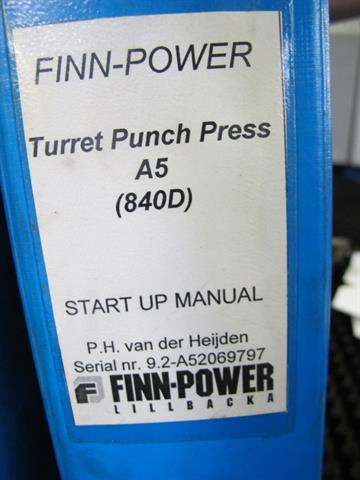 FINN-POWER
Turret Punch Press
A5
(840D)
START UP MANUAL
P.H. van der Heijden
Serial nr. 9.2-A52069797
FINN-POWER
LILLBACKA